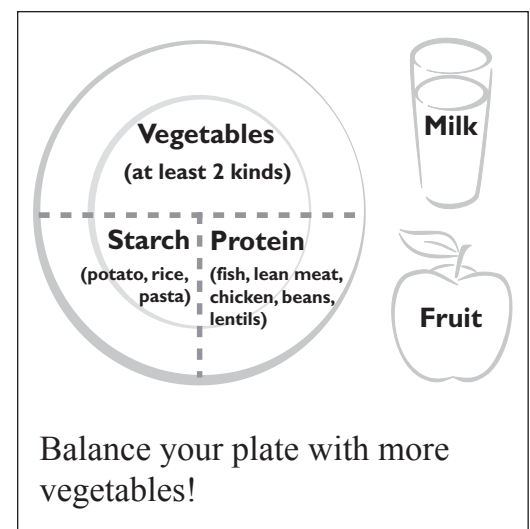 Vegetables
(at least 2 kinds)
Starch
(potato, rice,
pasta)
Protein
(fish, lean meat,
chicken, beans,
lentils)
Milk
Fruit
Balance your plate with more
vegetables!